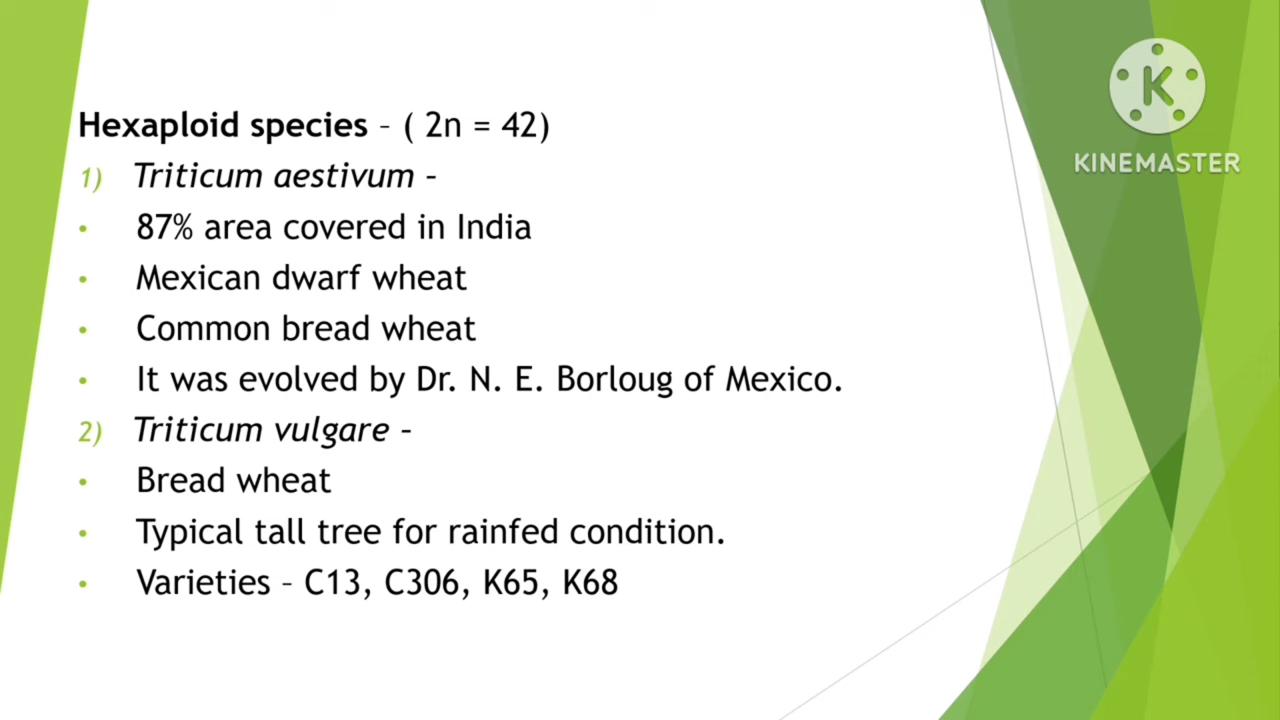 Hexaploid species – ( 2n = 42)
1) Triticum aestivum –
• 87% area covered in India
• Mexican dwarf wheat
• Common bread wheat
• It was evolved by Dr. N. E. Borloug of Mexico.
2) Triticum vulgare –
• Bread wheat
• Typical tall tree for rainfed condition.
• Varieties – C13, C306, K65, K68
K
KINEMASTER